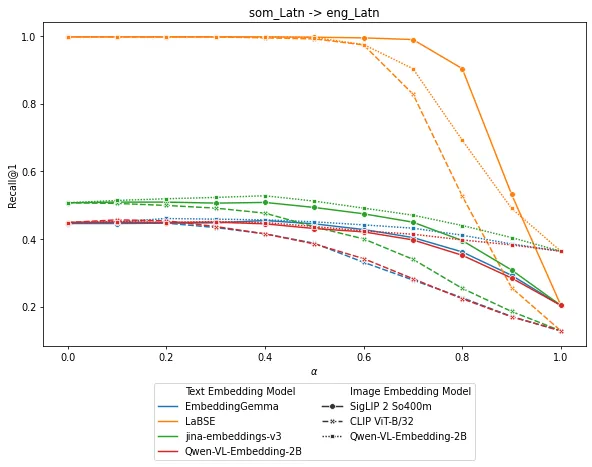 som_Latn -> eng_Latn
Recall@1
1.0
0.8
0.6
0.4
0.2
0.0 0.2 0.4 0.6 0.8 1.0
α
Text Embedding Model Image Embedding Model
EmbeddingGemma SigLIP 2 So400m
LaBSE CLIP ViT-B/32
jina-embeddings-v3 Qwen-VL-Embedding-2B
Qwen-VL-Embedding-2B